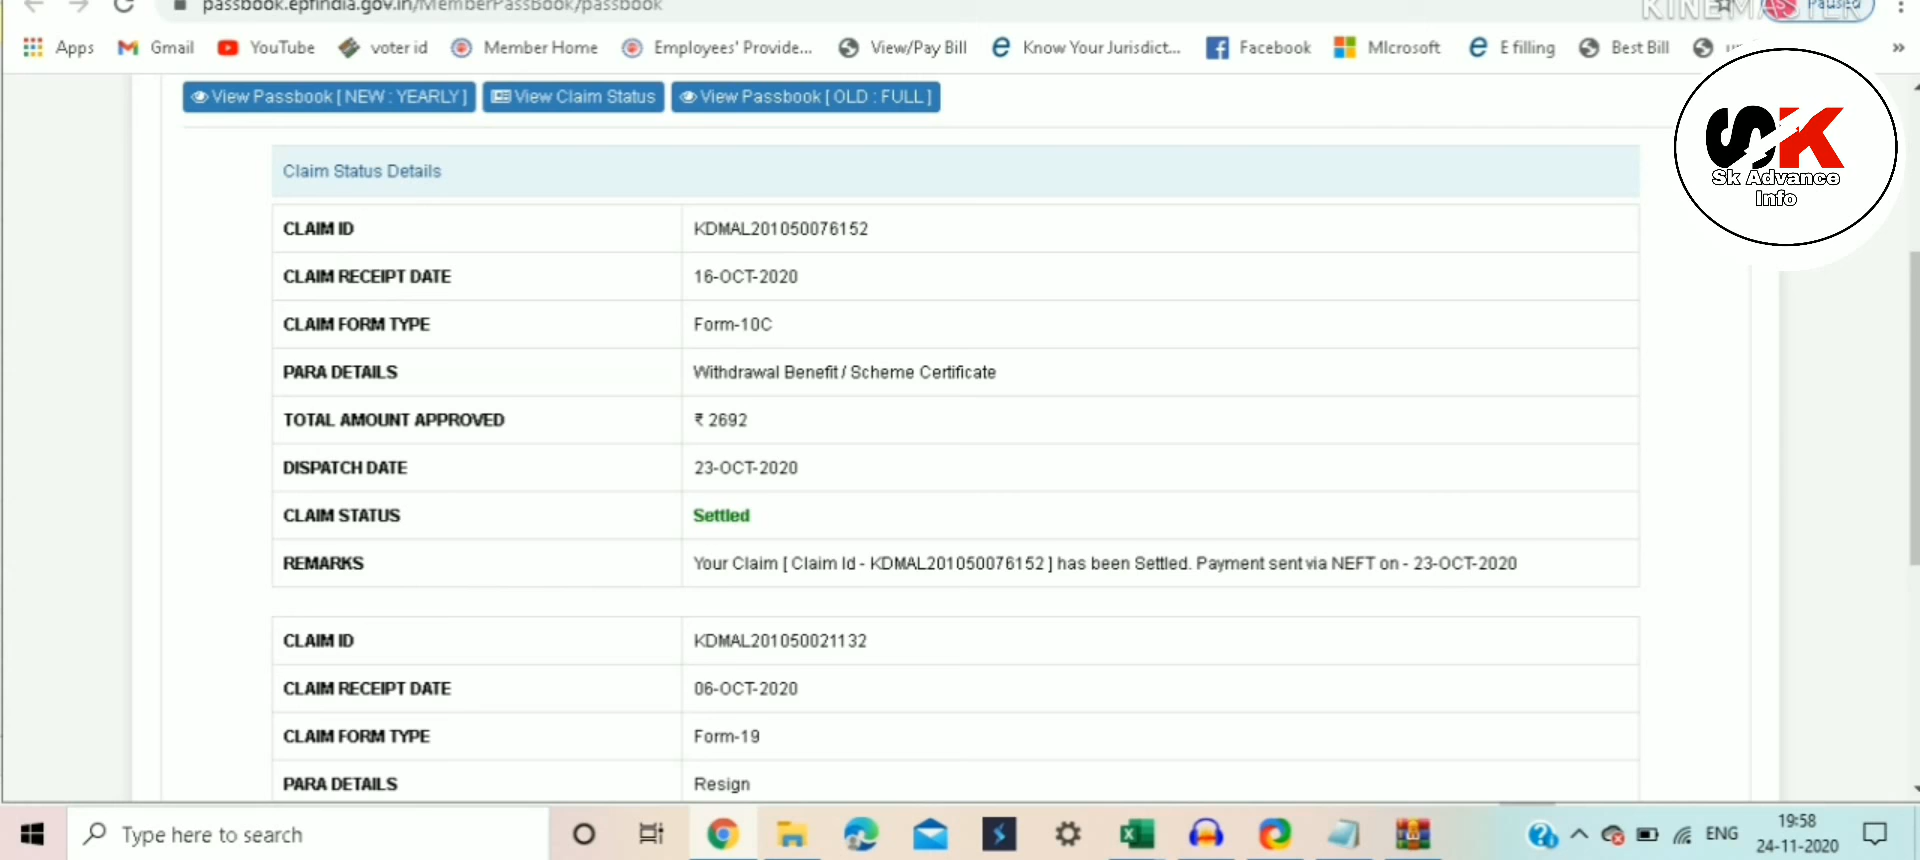 passbook.epfindia.gov.in/MemberPassBook/passbook
KINEMASTER
Paused
Apps Gmail YouTube voter id Member Home Employees' Provide... View/Pay Bill Know Your Jurisdict... Facebook MIcrosoft E filling Best Bill »
View Passbook [ NEW : YEARLY ] View Claim Status View Passbook [ OLD : FULL ]
SK
Sk Advance
Info
Claim Status Details
CLAIM ID KDMAL201050076152
CLAIM RECEIPT DATE 16-OCT-2020
CLAIM FORM TYPE Form-10C
PARA DETAILS Withdrawal Benefit / Scheme Certificate
TOTAL AMOUNT APPROVED ₹ 2692
DISPATCH DATE 23-OCT-2020
CLAIM STATUS Settled
REMARKS Your Claim [ Claim Id - KDMAL201050076152 ] has been Settled. Payment sent via NEFT on - 23-OCT-2020
CLAIM ID KDMAL201050021132
CLAIM RECEIPT DATE 06-OCT-2020
CLAIM FORM TYPE Form-19
PARA DETAILS Resign
Type here to search
ENG
19:58
24-11-2020